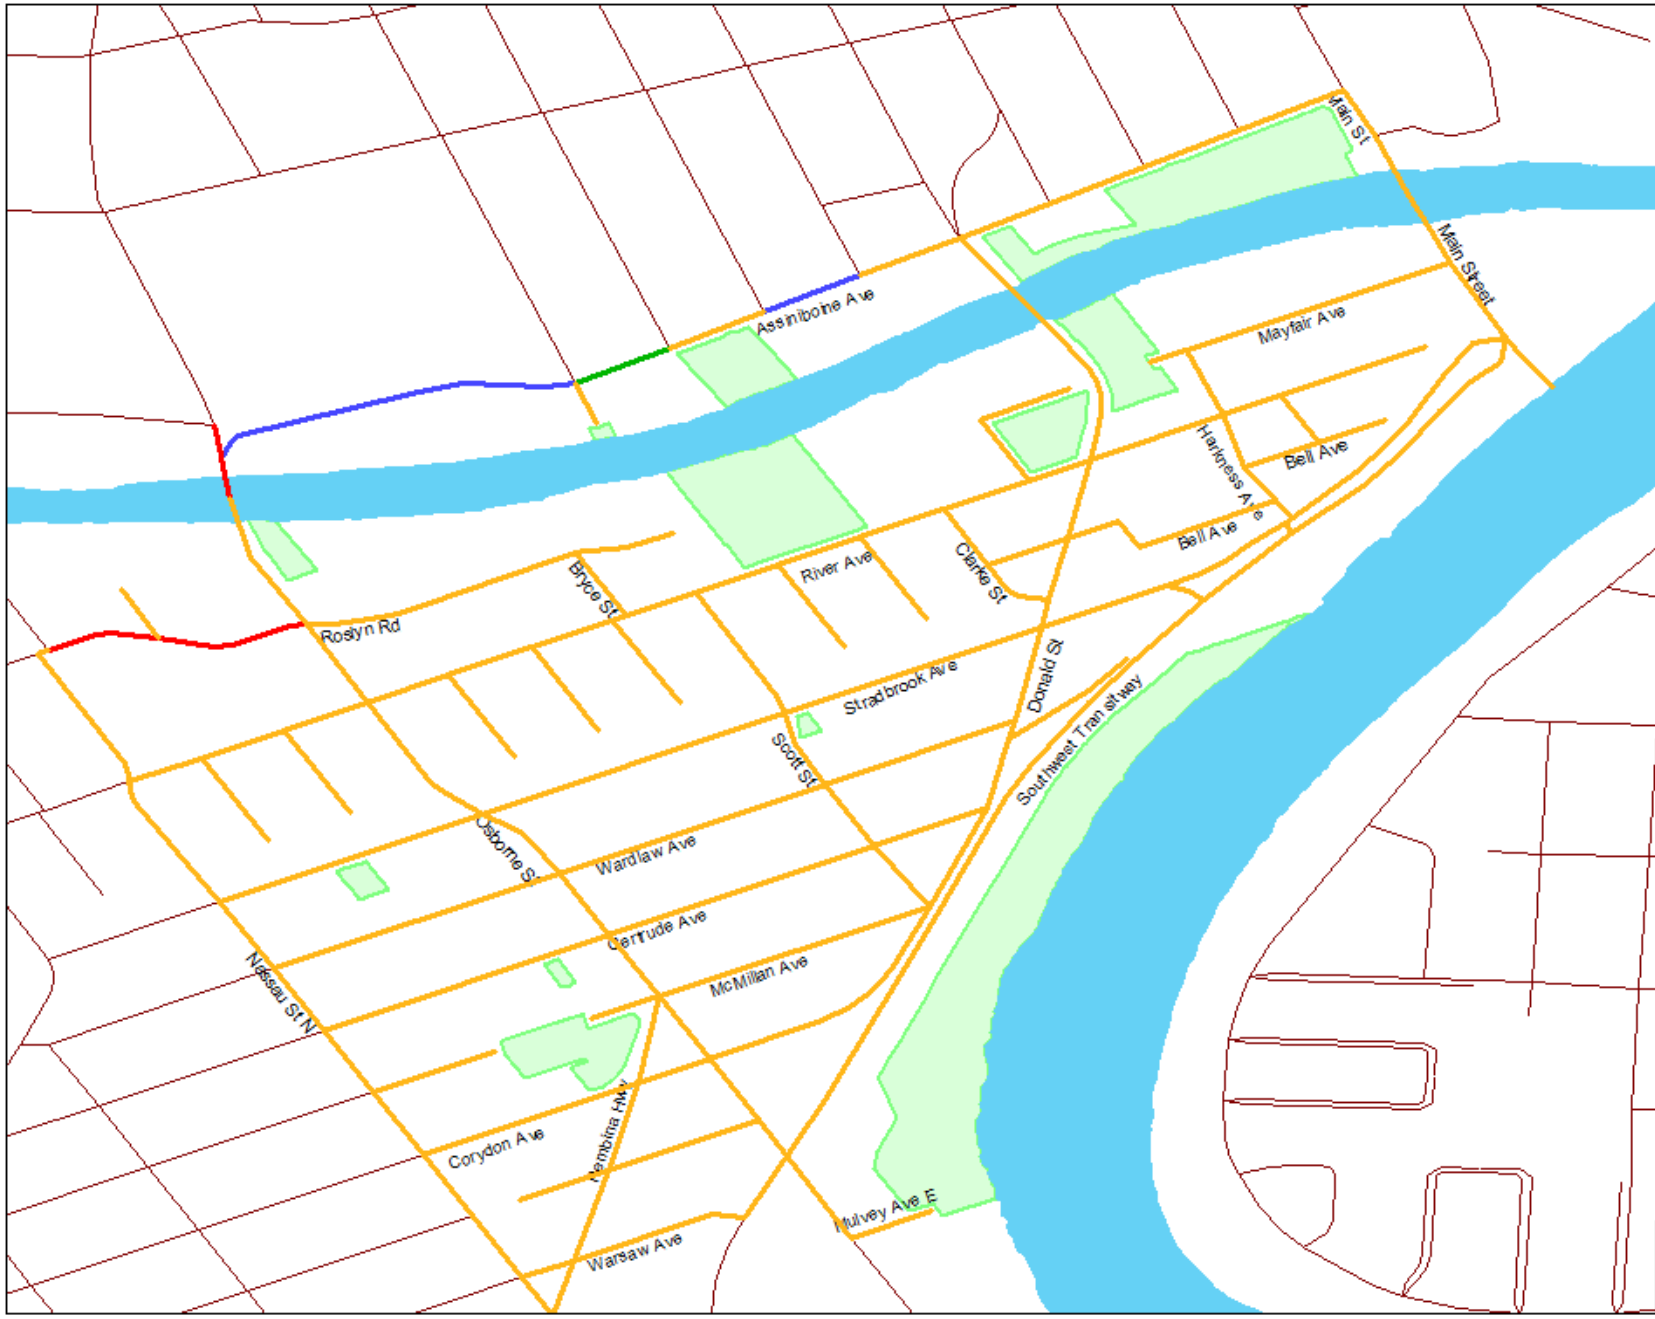 Main St
Main Street
Assiniboine Ave
Mayfair Ave
Harkness Ave
Bell Ave
Bell Ave
River Ave
Clarke St
Bryce St
Roslyn Rd
Donald St
Stradbrook Ave
Southwest Transitway
Scott St
Osborne St
Wardlaw Ave
Gertrude Ave
McMillan Ave
Nassau St N
Pembina Hwy
Corydon Ave
Mulvey Ave E
Warsaw Ave